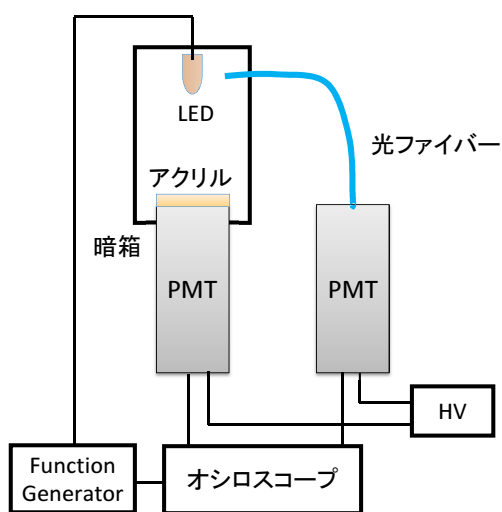 LED
光ファイバー
アクリル
暗箱
PMT
PMT
HV
Function
Generator
オシロスコープ